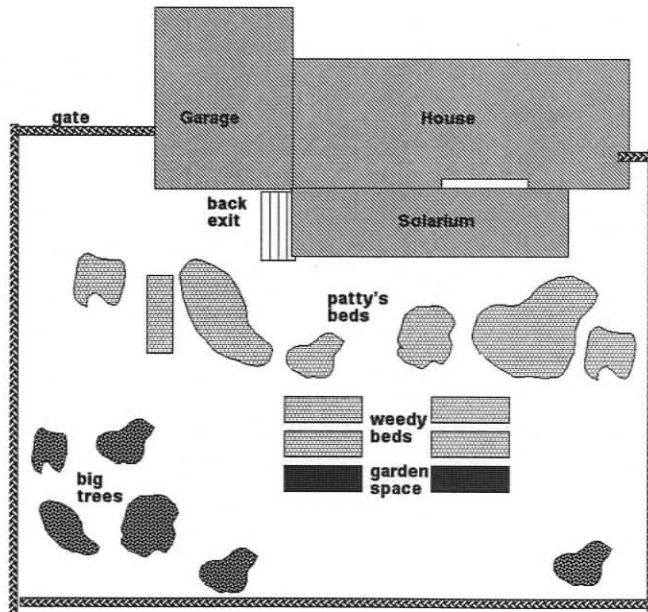 gate
Garage
House
back
exit
Solarium
patty's
beds
weedy
beds
big
trees
garden
space